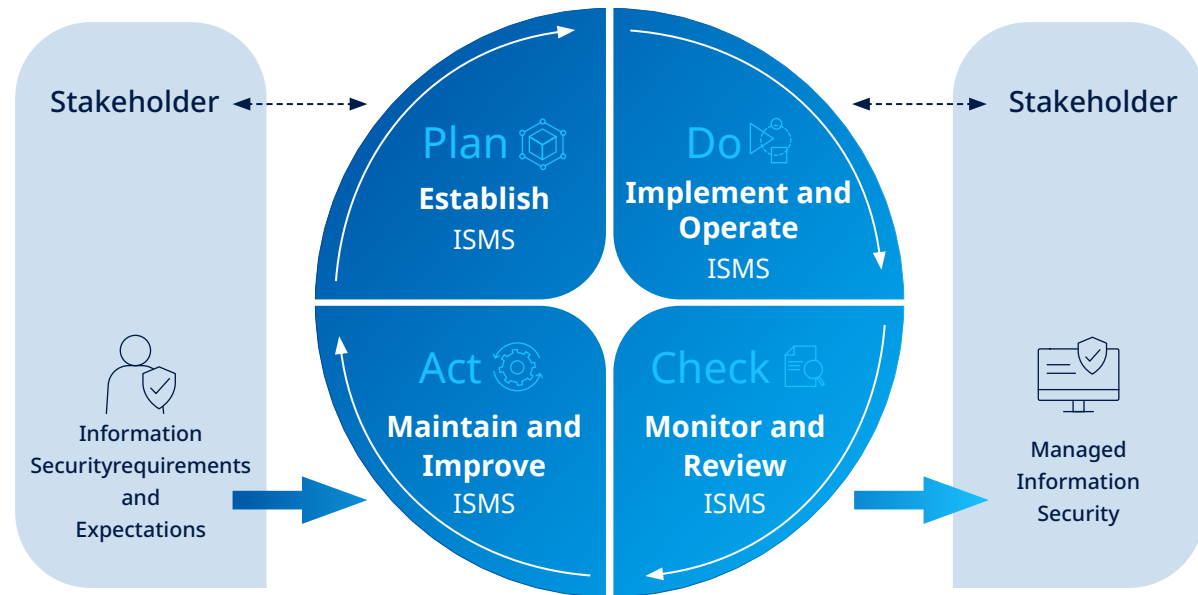 Stakeholder
Information
Securityrequirements
and
Expectations
Plan
Establish
ISMS
Do
Implement and
Operate
ISMS
Act
Maintain and
Improve
ISMS
Check
Monitor and
Review
ISMS
Stakeholder
Managed
Information
Security